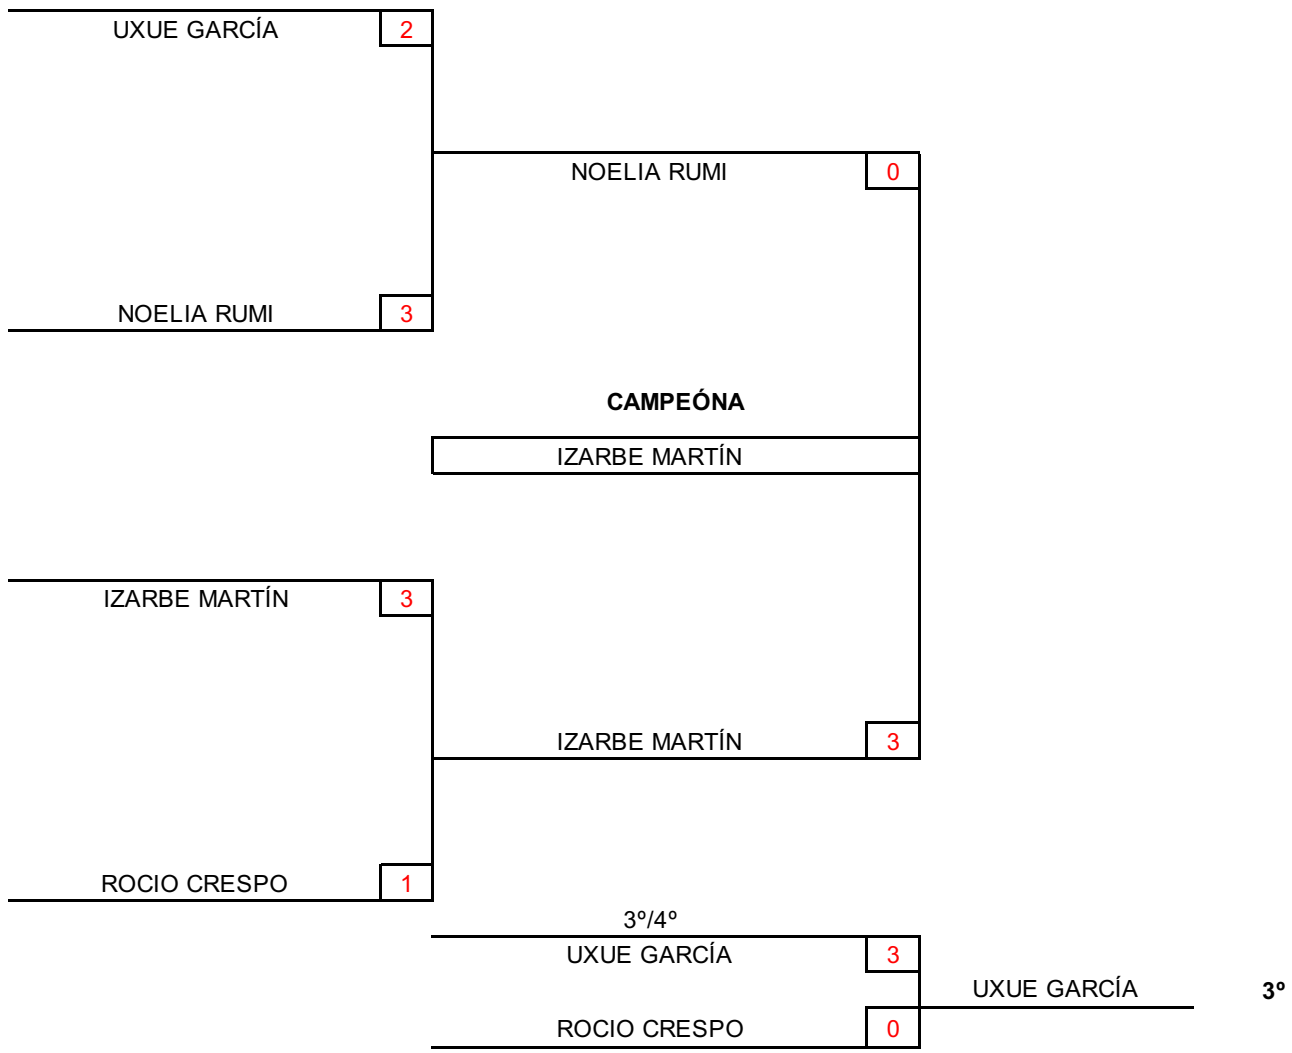 UXUE GARCÍA 2
NOELIA RUMI 0
NOELIA RUMI 3
CAMPEÓNA
IZARBE MARTÍN
IZARBE MARTÍN 3
IZARBE MARTÍN 3
ROCIO CRESPO 1
3º/4º
UXUE GARCÍA 3
UXUE GARCÍA 3º
ROCIO CRESPO 0